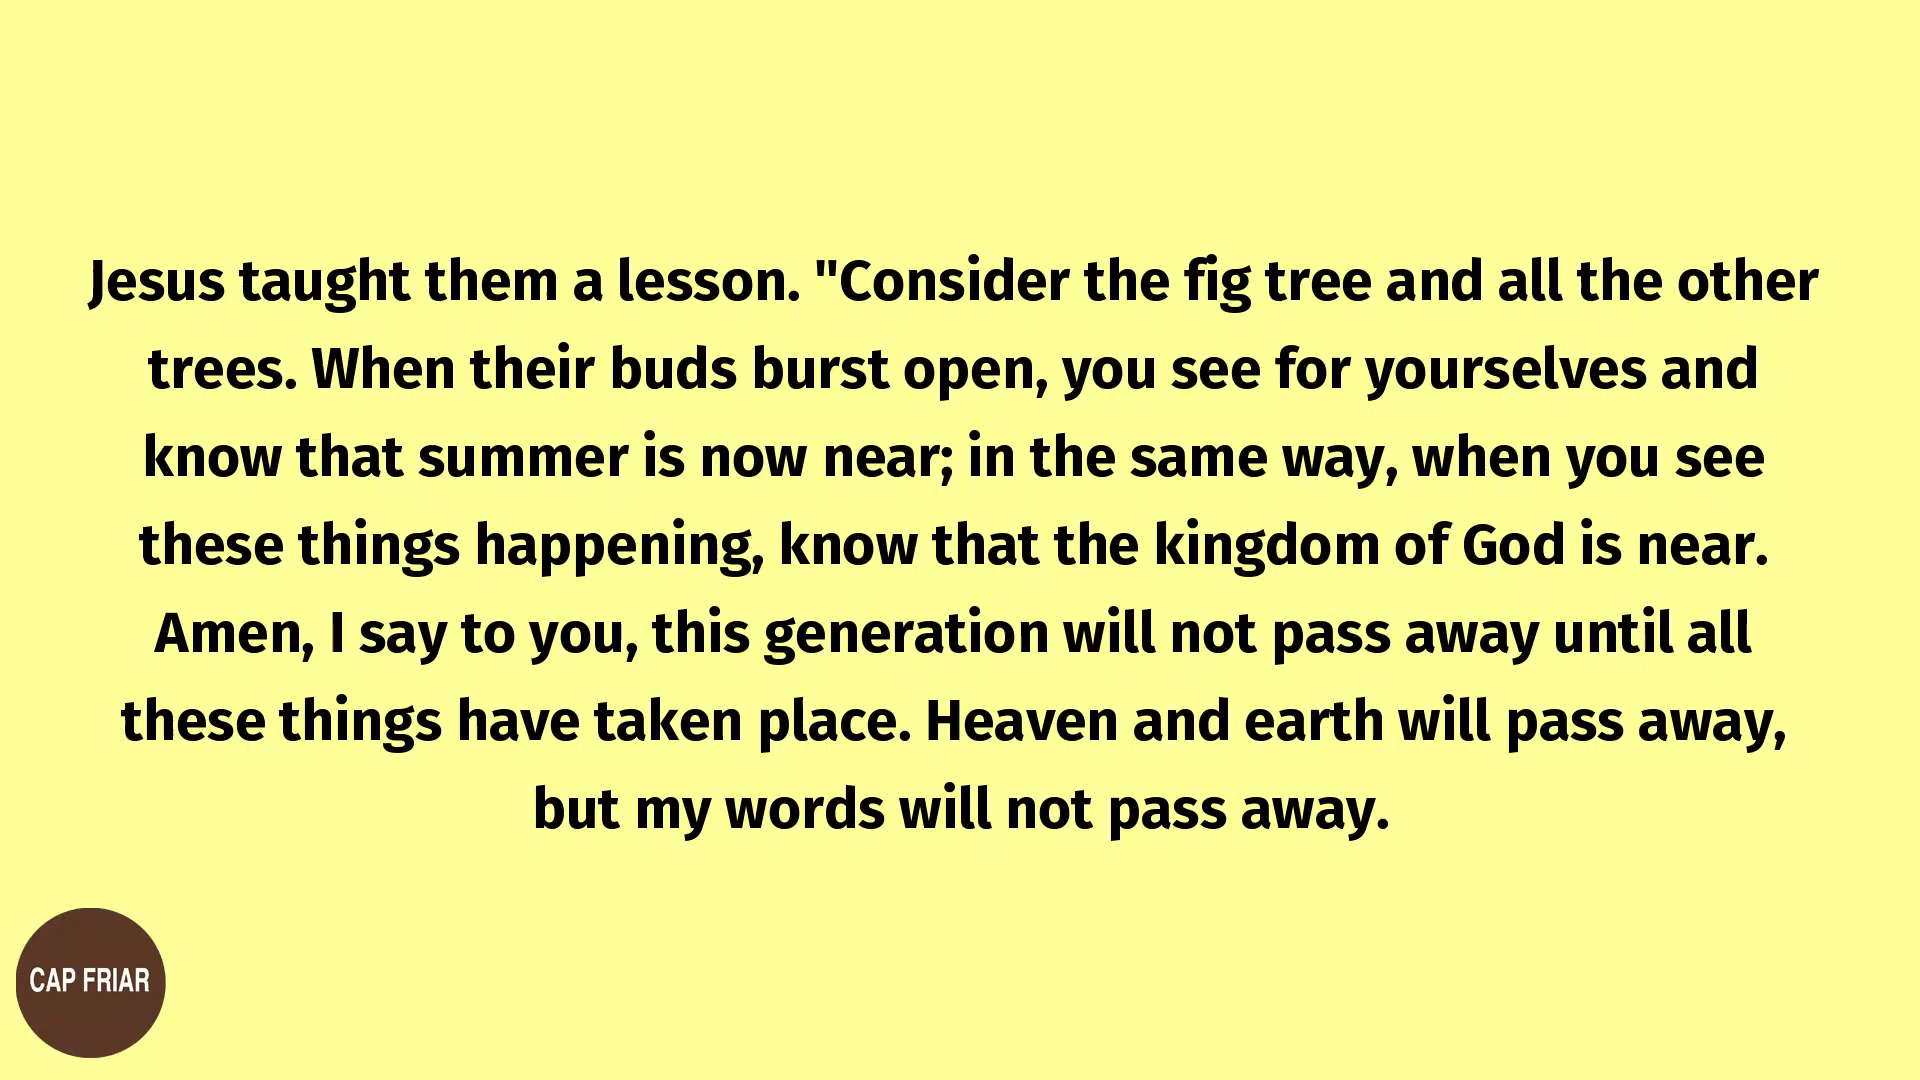 Jesus taught them a lesson. "Consider the fig tree and all the other
trees. When their buds burst open, you see for yourselves and
know that summer is now near; in the same way, when you see
these things happening, know that the kingdom of God is near.
Amen, I say to you, this generation will not pass away until all
these things have taken place. Heaven and earth will pass away,
but my words will not pass away.
CAP FRIAR